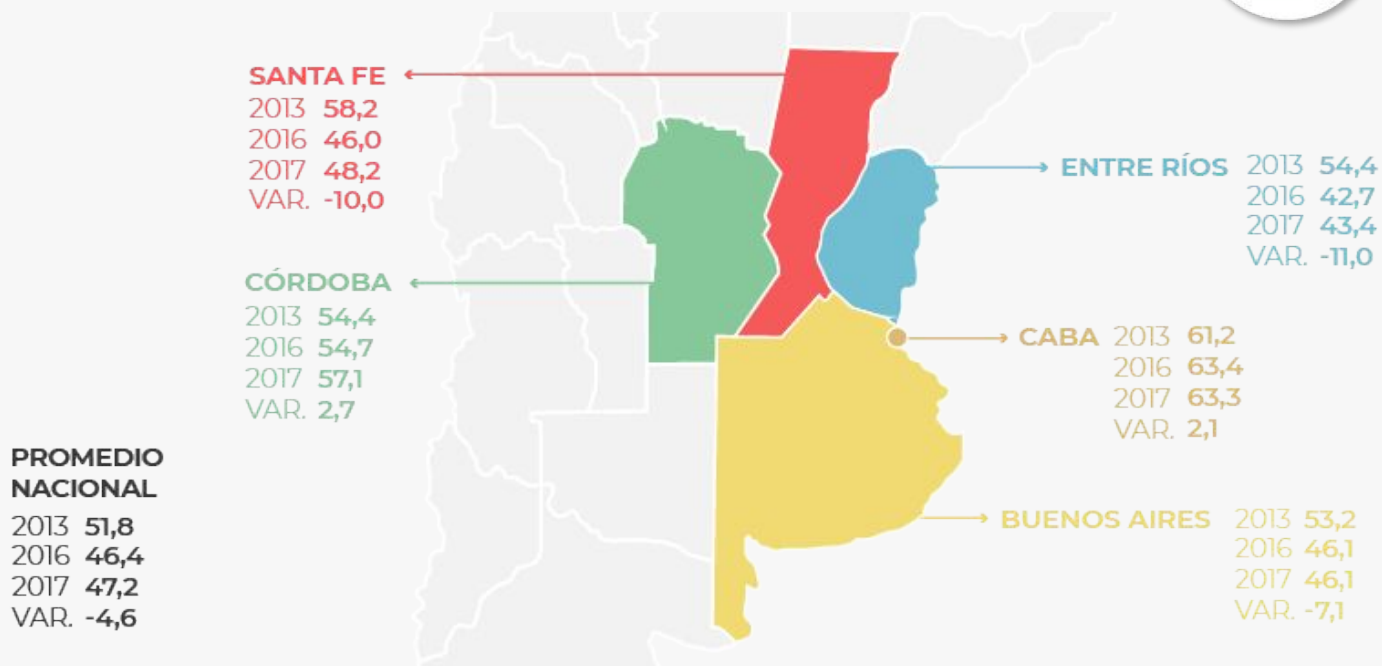 SANTA FE
2013 58,2
2016 46,0
2017 48,2
VAR. -10,0
ENTRE RÍOS 2013 54,4
2016 42,7
2017 43,4
VAR. -11,0
CÓRDOBA
2013 54,4
2016 54,7
2017 57,1
VAR. 2,7
CABA 2013 61,2
2016 63,4
2017 63,3
VAR. 2,1
PROMEDIO
NACIONAL
2013 51,8
2016 46,4
2017 47,2
VAR. -4,6
BUENOS AIRES 2013 53,2
2016 46,1
2017 46,1
VAR. -7,1